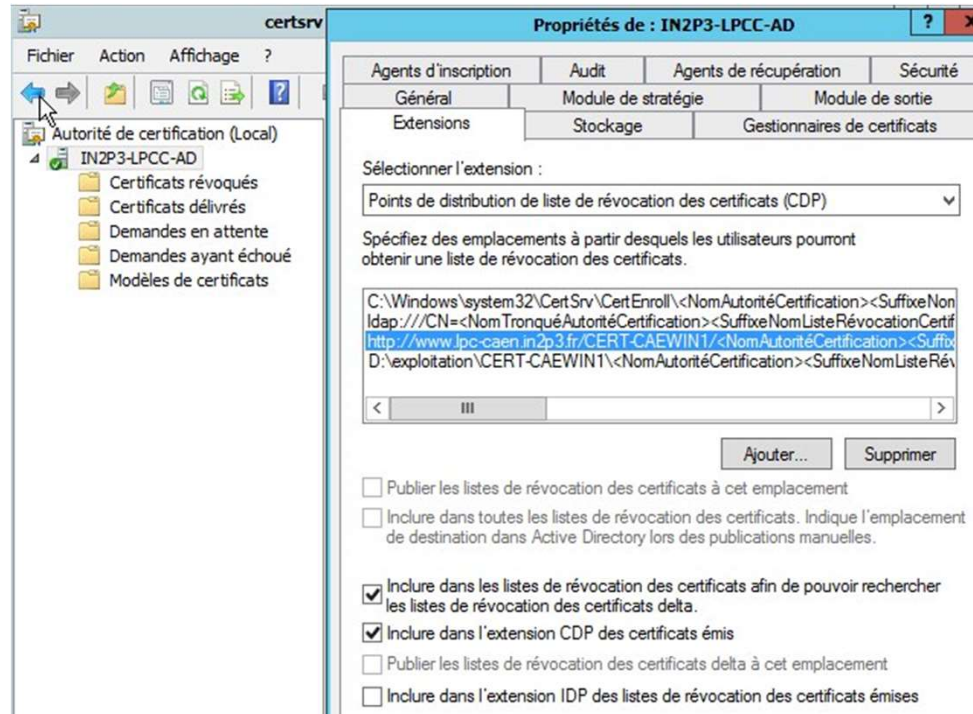 certsrv
Fichier Action Affichage ?
Autorité de certification (Local)
IN2P3-LPCC-AD
Certificats révoqués
Certificats délivrés
Demandes en attente
Demandes ayant échoué
Modèles de certificats
Propriétés de : IN2P3-LPCC-AD
? x
Agents d'inscription Audit Agents de récupération Sécurité
Général Module de stratégie Module de sortie
Extensions Stockage Gestionnaires de certificats
Sélectionner l'extension :
Points de distribution de liste de révocation des certificats (CDP)
Spécifiez des emplacements à partir desquels les utilisateurs pourront
obtenir une liste de révocation des certificats.
C:\Windows\system32\CertSrv\CertEnroll\<NomAutoritéCertification><SuffixeNom
ldap:///CN=<NomTronquéAutoritéCertification><SuffixeNomListeRévocationCertif
http://www.lpc-caen.in2p3.fr/CERT-CAEWIN1/<NomAutoritéCertification><Suffix
D:\exploitation\CERT-CAEWIN1\<NomAutoritéCertification><SuffixeNomListeRév
Ajouter... Supprimer
Publier les listes de révocation des certificats à cet emplacement
Inclure dans toutes les listes de révocation des certificats. Indique l'emplacement
de destination dans Active Directory lors des publications manuelles.
Inclure dans les listes de révocation des certificats afin de pouvoir rechercher
les listes de révocation des certificats delta.
Inclure dans l'extension CDP des certificats émis
Publier les listes de révocation des certificats delta à cet emplacement
Inclure dans l'extension IDP des listes de révocation des certificats émises